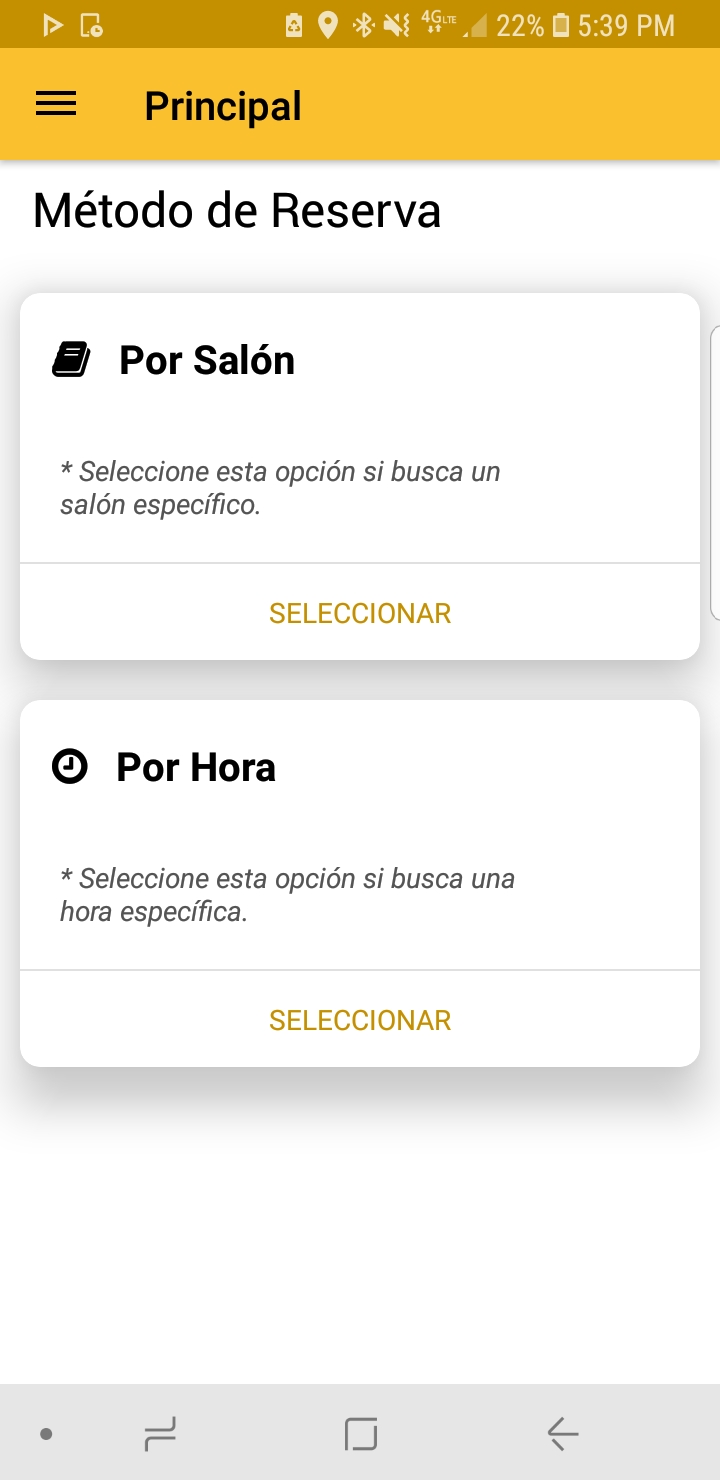 4G LTE 22% 5:39 PM
Principal
Método de Reserva
Por Salón
* Seleccione esta opción si busca un
salón específico.
SELECCIONAR
Por Hora
* Seleccione esta opción si busca una
hora específica.
SELECCIONAR